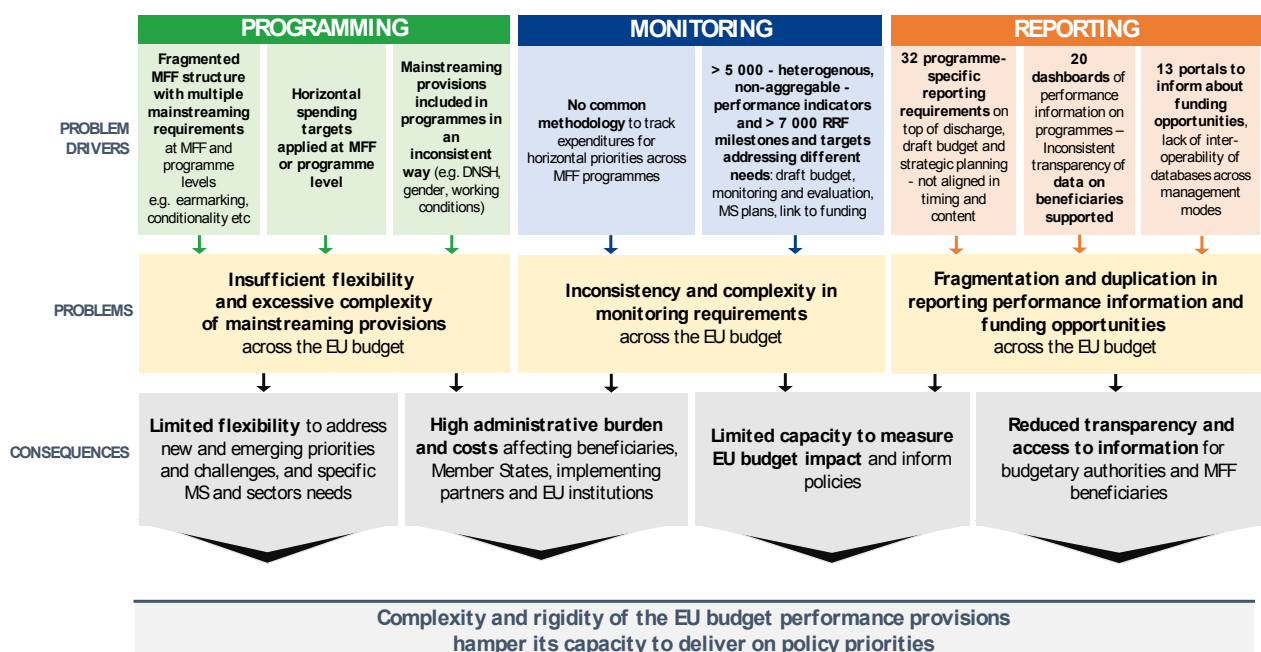 PROGRAMMING
MONITORING
REPORTING
PROBLEM
DRIVERS
Fragmented
MFF structure
with multiple
mainstreaming
requirements
at MFF and
programme
levels
e.g. earmarking,
conditionality etc
Horizontal
spending
targets
applied at MFF
or programme
level
Mainstreaming
provisions
included in
programmes in
an
inconsistent
way (e.g. DNSH,
gender, working
conditions)
No common
methodology to track
expenditures for
horizontal priorities across
MFF programmes
> 5 000 - heterogenous,
non-aggregable -
performance indicators
and > 7 000 RRF
milestones and targets
addressing different
needs: draft budget,
monitoring and evaluation,
MS plans, link to funding
32 programme-
specific
reporting
requirements on
top of discharge,
draft budget and
strategic planning
- not aligned in
timing and
content
20
dashboards of
performance
information on
programmes –
Inconsistent
transparency of
data on
beneficiaries
supported
13 portals to
inform about
funding
opportunities,
lack of inter-
operability of
databases across
management
modes
PROBLEMS
Insufficient flexibility
and excessive complexity
of mainstreaming provisions
across the EU budget
Inconsistency and complexity in
monitoring requirements
across the EU budget
Fragmentation and duplication in
reporting performance information and
funding opportunities
across the EU budget
CONSEQUENCES
Limited flexibility to address
new and emerging priorities
and challenges, and specific
MS and sectors needs
High administrative burden
and costs affecting beneficiaries,
Member States, implementing
partners and EU institutions
Limited capacity to measure
EU budget impact and inform
policies
Reduced transparency and
access to information for
budgetary authorities and MFF
beneficiaries
Complexity and rigidity of the EU budget performance provisions
hamper its capacity to deliver on policy priorities